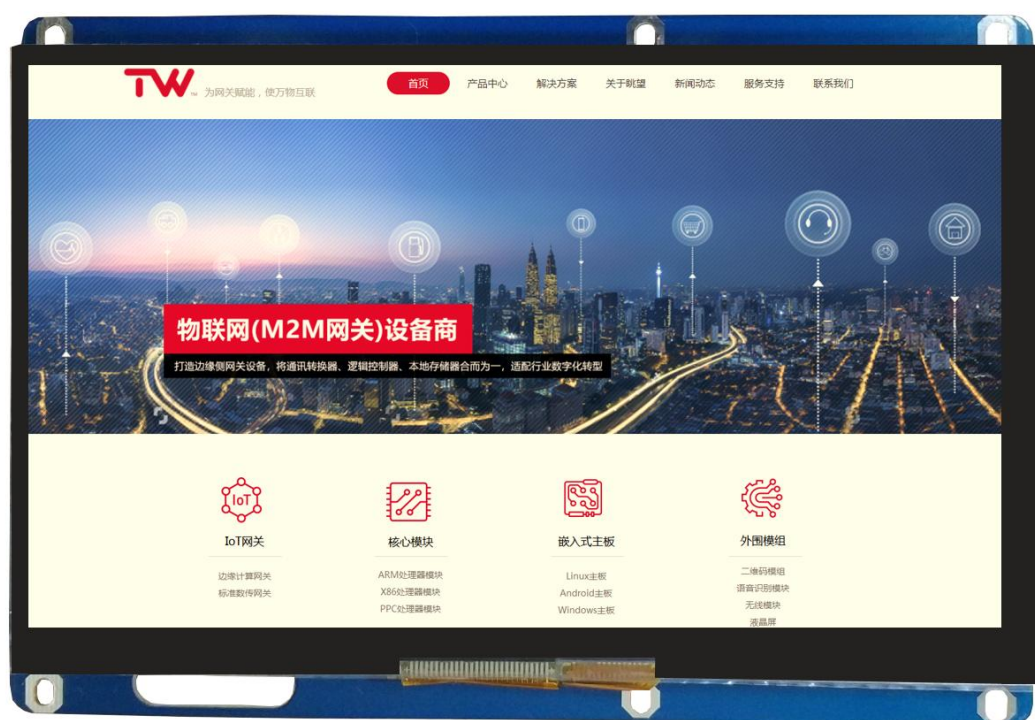 TW
为网关赋能，使万物互联
首页 产品中心 解决方案 关于眺望 新闻动态 服务支持 联系我们
物联网(M2M网关)设备商
打造边缘侧网关设备，将通讯转换器、逻辑控制器、本地存储器合而为一，适配行业数字化转型
IoT
IoT网关
边缘计算网关
标准数传网关
核心模块
ARM处理器模块
X86处理器模块
PPC处理器模块
嵌入式主板
Linux主板
Android主板
Windows主板
外围模组
二维码模组
语音识别模块
无线模块
液晶屏